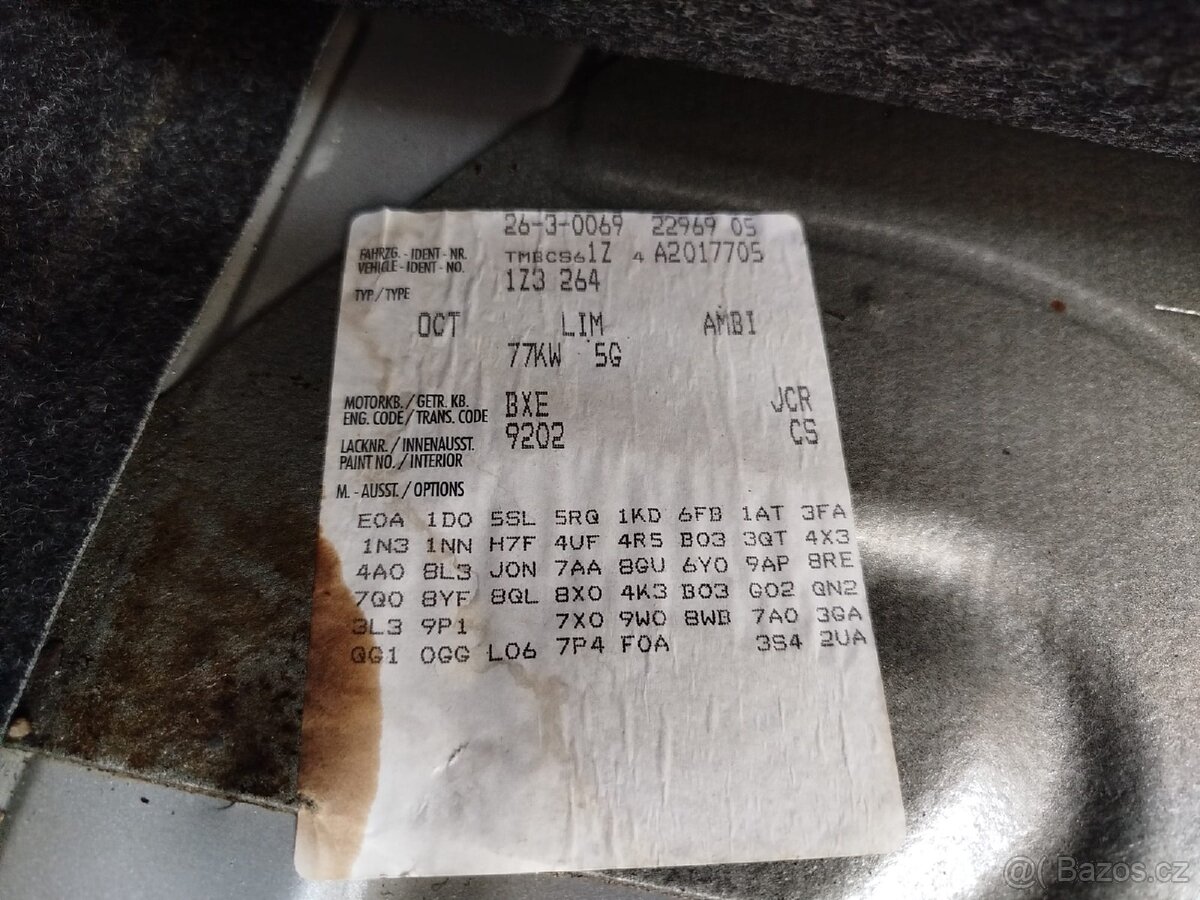 26-3-0069 22969 05
FAHRZG. - IDENT - NR. TMBCS61Z 4 A2017705
VEHICLE - IDENT - NO.
TYP / TYPE 1Z3 264
OCT LIM AMBI
77KW 5G
MOTORKB. / GETR. KB. BXE JCR
ENG. CODE / TRANS. CODE
LACKNR. / INNENAUSST. 9202 CS
PAINT NO. / INTERIOR
M. - AUSST. / OPTIONS
E0A 1D0 5SL 5RQ 1KD 6FB 1AT 3FA
1N3 1NN H7F 4UF 4R5 B03 3QT 4X3
4A0 8L3 J0N 7AA 8GU 6Y0 9AP 8RE
7Q0 8YF 8QL 8X0 4K3 B03 G02 QN2
3L3 9P1 7X0 9W0 8WB 7A0 3GA
QG1 0GG L06 7P4 F0A 3S4 2UA
@ Bazoš.cz